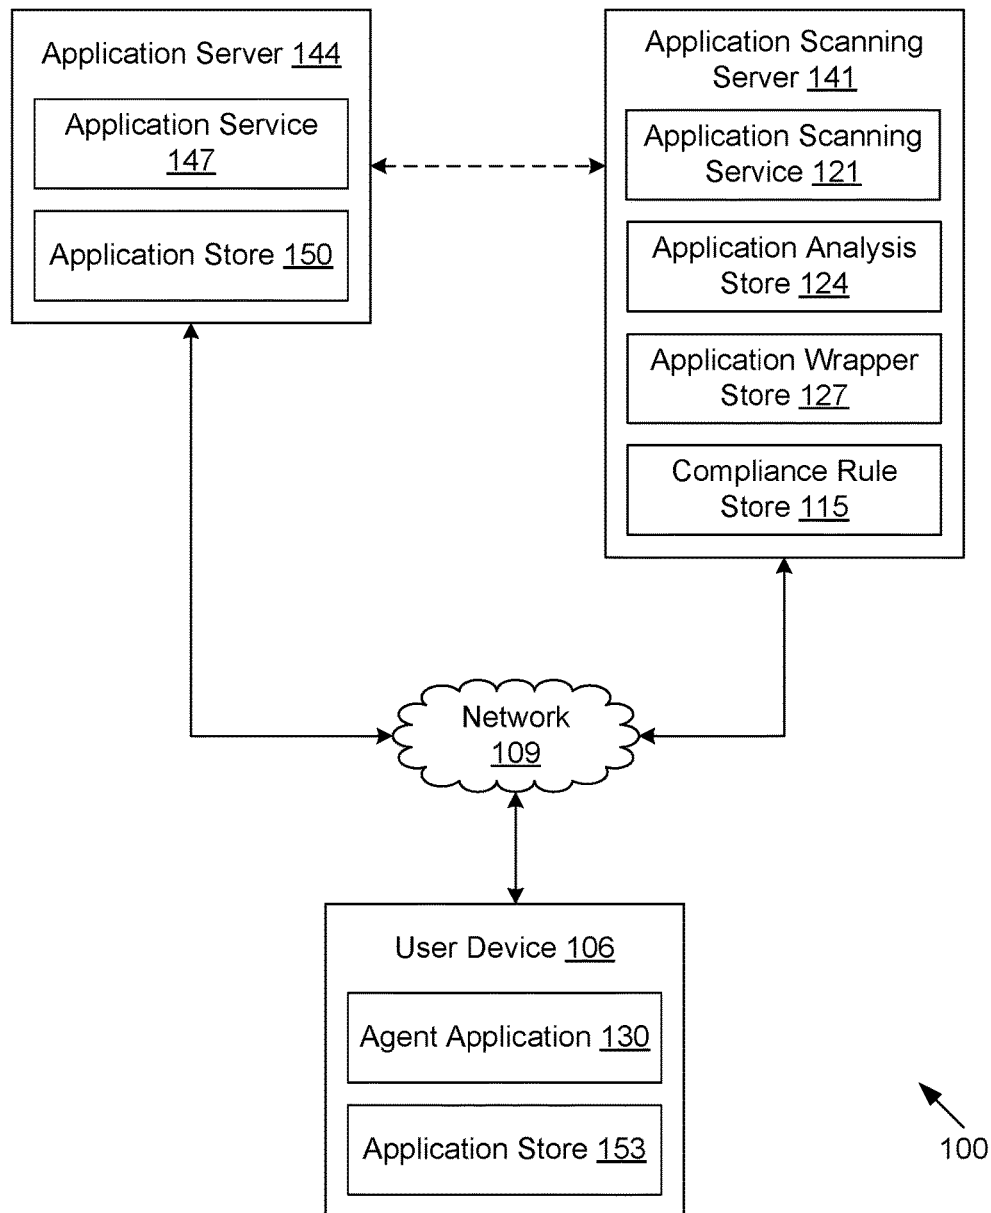 Application Server 144
Application Service
147
Application Store 150
Application Scanning
Server 141
Application Scanning
Service 121
Application Analysis
Store 124
Application Wrapper
Store 127
Compliance Rule
Store 115
Network
109
User Device 106
Agent Application 130
Application Store 153
100